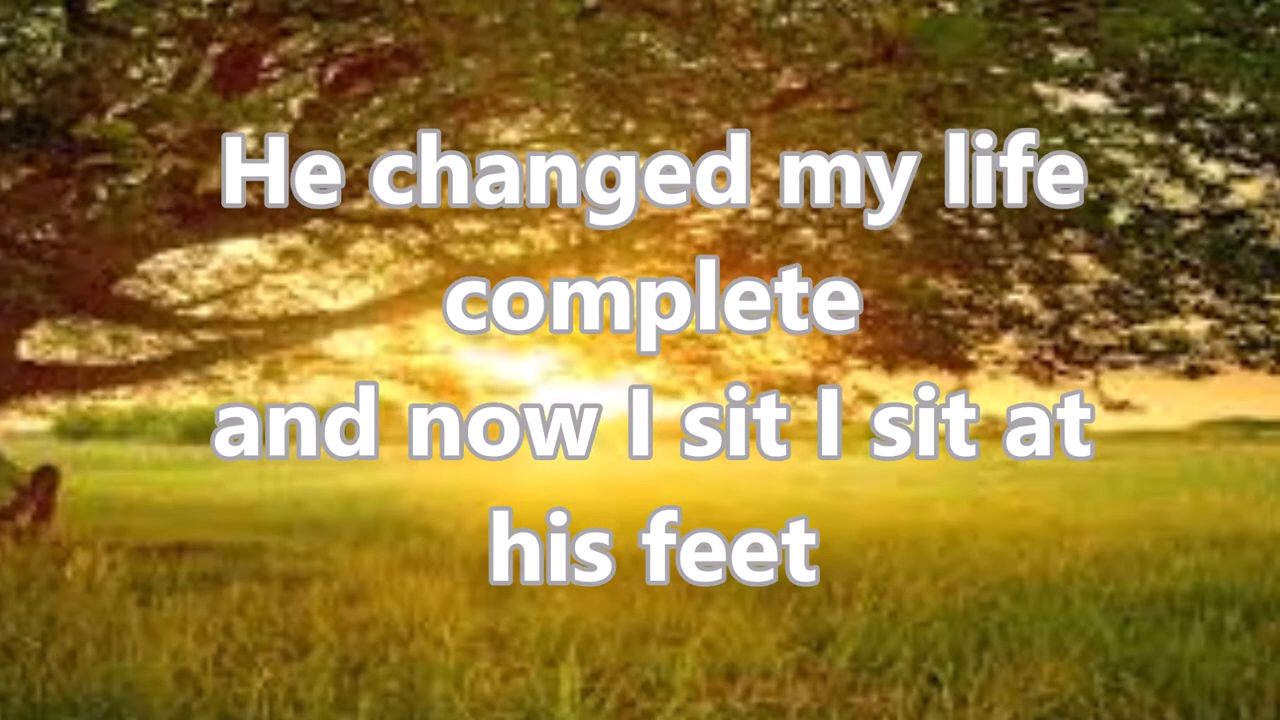 He changed my life
complete
and now I sit I sit at
his feet